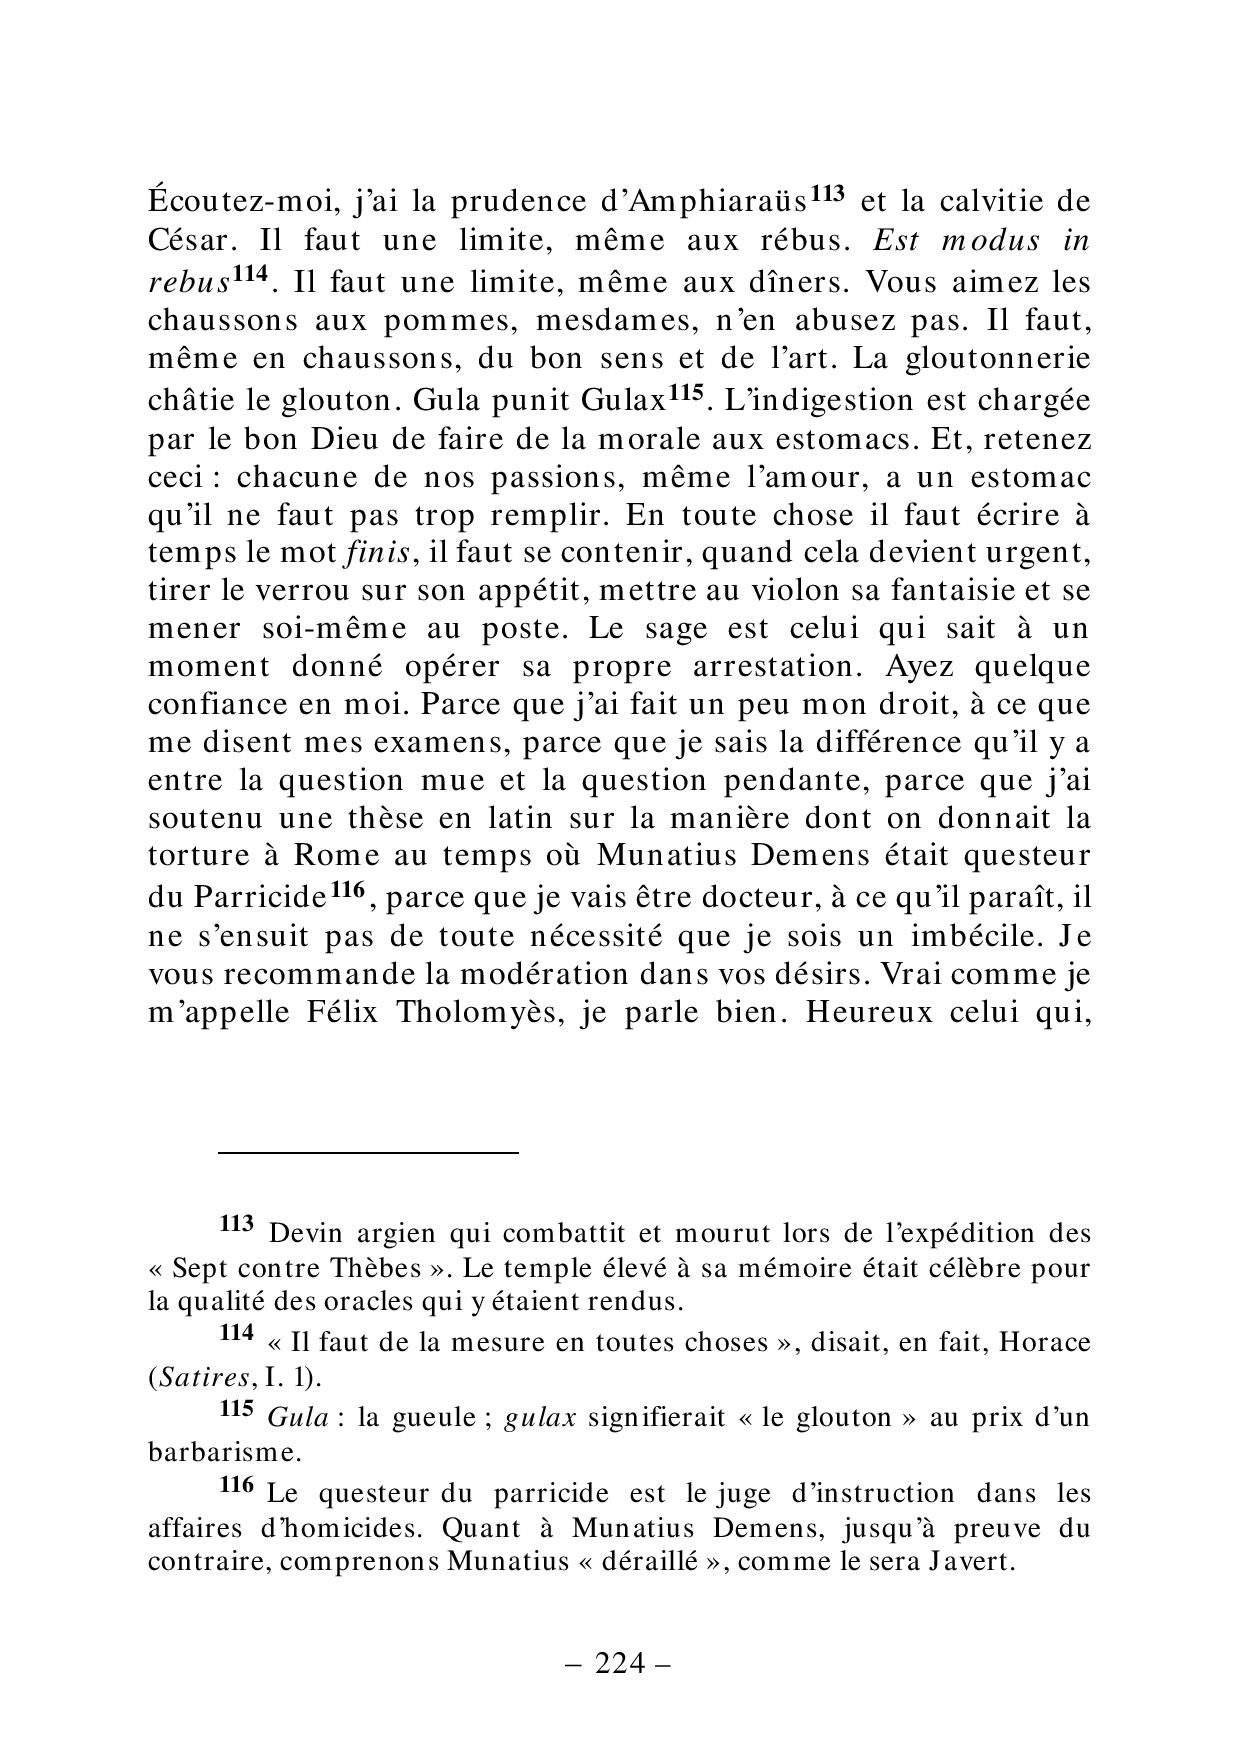 Écoutez-moi, j’ai la prudence d’Amphiaraüs113 et la calvitie de
César. Il faut une limite, même aux rébus. Est modus in
rebus114. Il faut une limite, même aux dîners. Vous aimez les
chaussons aux pommes, mesdames, n’en abusez pas. Il faut,
même en chaussons, du bon sens et de l’art. La gloutonnerie
châtie le glouton. Gula punit Gulax115. L’indigestion est chargée
par le bon Dieu de faire de la morale aux estomacs. Et, retenez
ceci : chacune de nos passions, même l’amour, a un estomac
qu’il ne faut pas trop remplir. En toute chose il faut écrire à
temps le mot finis, il faut se contenir, quand cela devient urgent,
tirer le verrou sur son appétit, mettre au violon sa fantaisie et se
mener soi-même au poste. Le sage est celui qui sait à un
moment donné opérer sa propre arrestation. Ayez quelque
confiance en moi. Parce que j’ai fait un peu mon droit, à ce que
me disent mes examens, parce que je sais la différence qu’il y a
entre la question mue et la question pendante, parce que j’ai
soutenu une thèse en latin sur la manière dont on donnait la
torture à Rome au temps où Munatius Demens était questeur
du Parricide116, parce que je vais être docteur, à ce qu’il paraît, il
ne s’ensuit pas de toute nécessité que je sois un imbécile. Je
vous recommande la modération dans vos désirs. Vrai comme je
m’appelle Félix Tholomyès, je parle bien. Heureux celui qui,
113 Devin argien qui combattit et mourut lors de l’expédition des
« Sept contre Thèbes ». Le temple élevé à sa mémoire était célèbre pour
la qualité des oracles qui y étaient rendus.
114 « Il faut de la mesure en toutes choses », disait, en fait, Horace
(Satires, I. 1).
115 Gula : la gueule ; gulax signifierait « le glouton » au prix d’un
barbarisme.
116 Le questeur du parricide est le juge d’instruction dans les
affaires d’homicides. Quant à Munatius Demens, jusqu’à preuve du
contraire, comprenons Munatius « déraillé », comme le sera Javert.
– 224 –